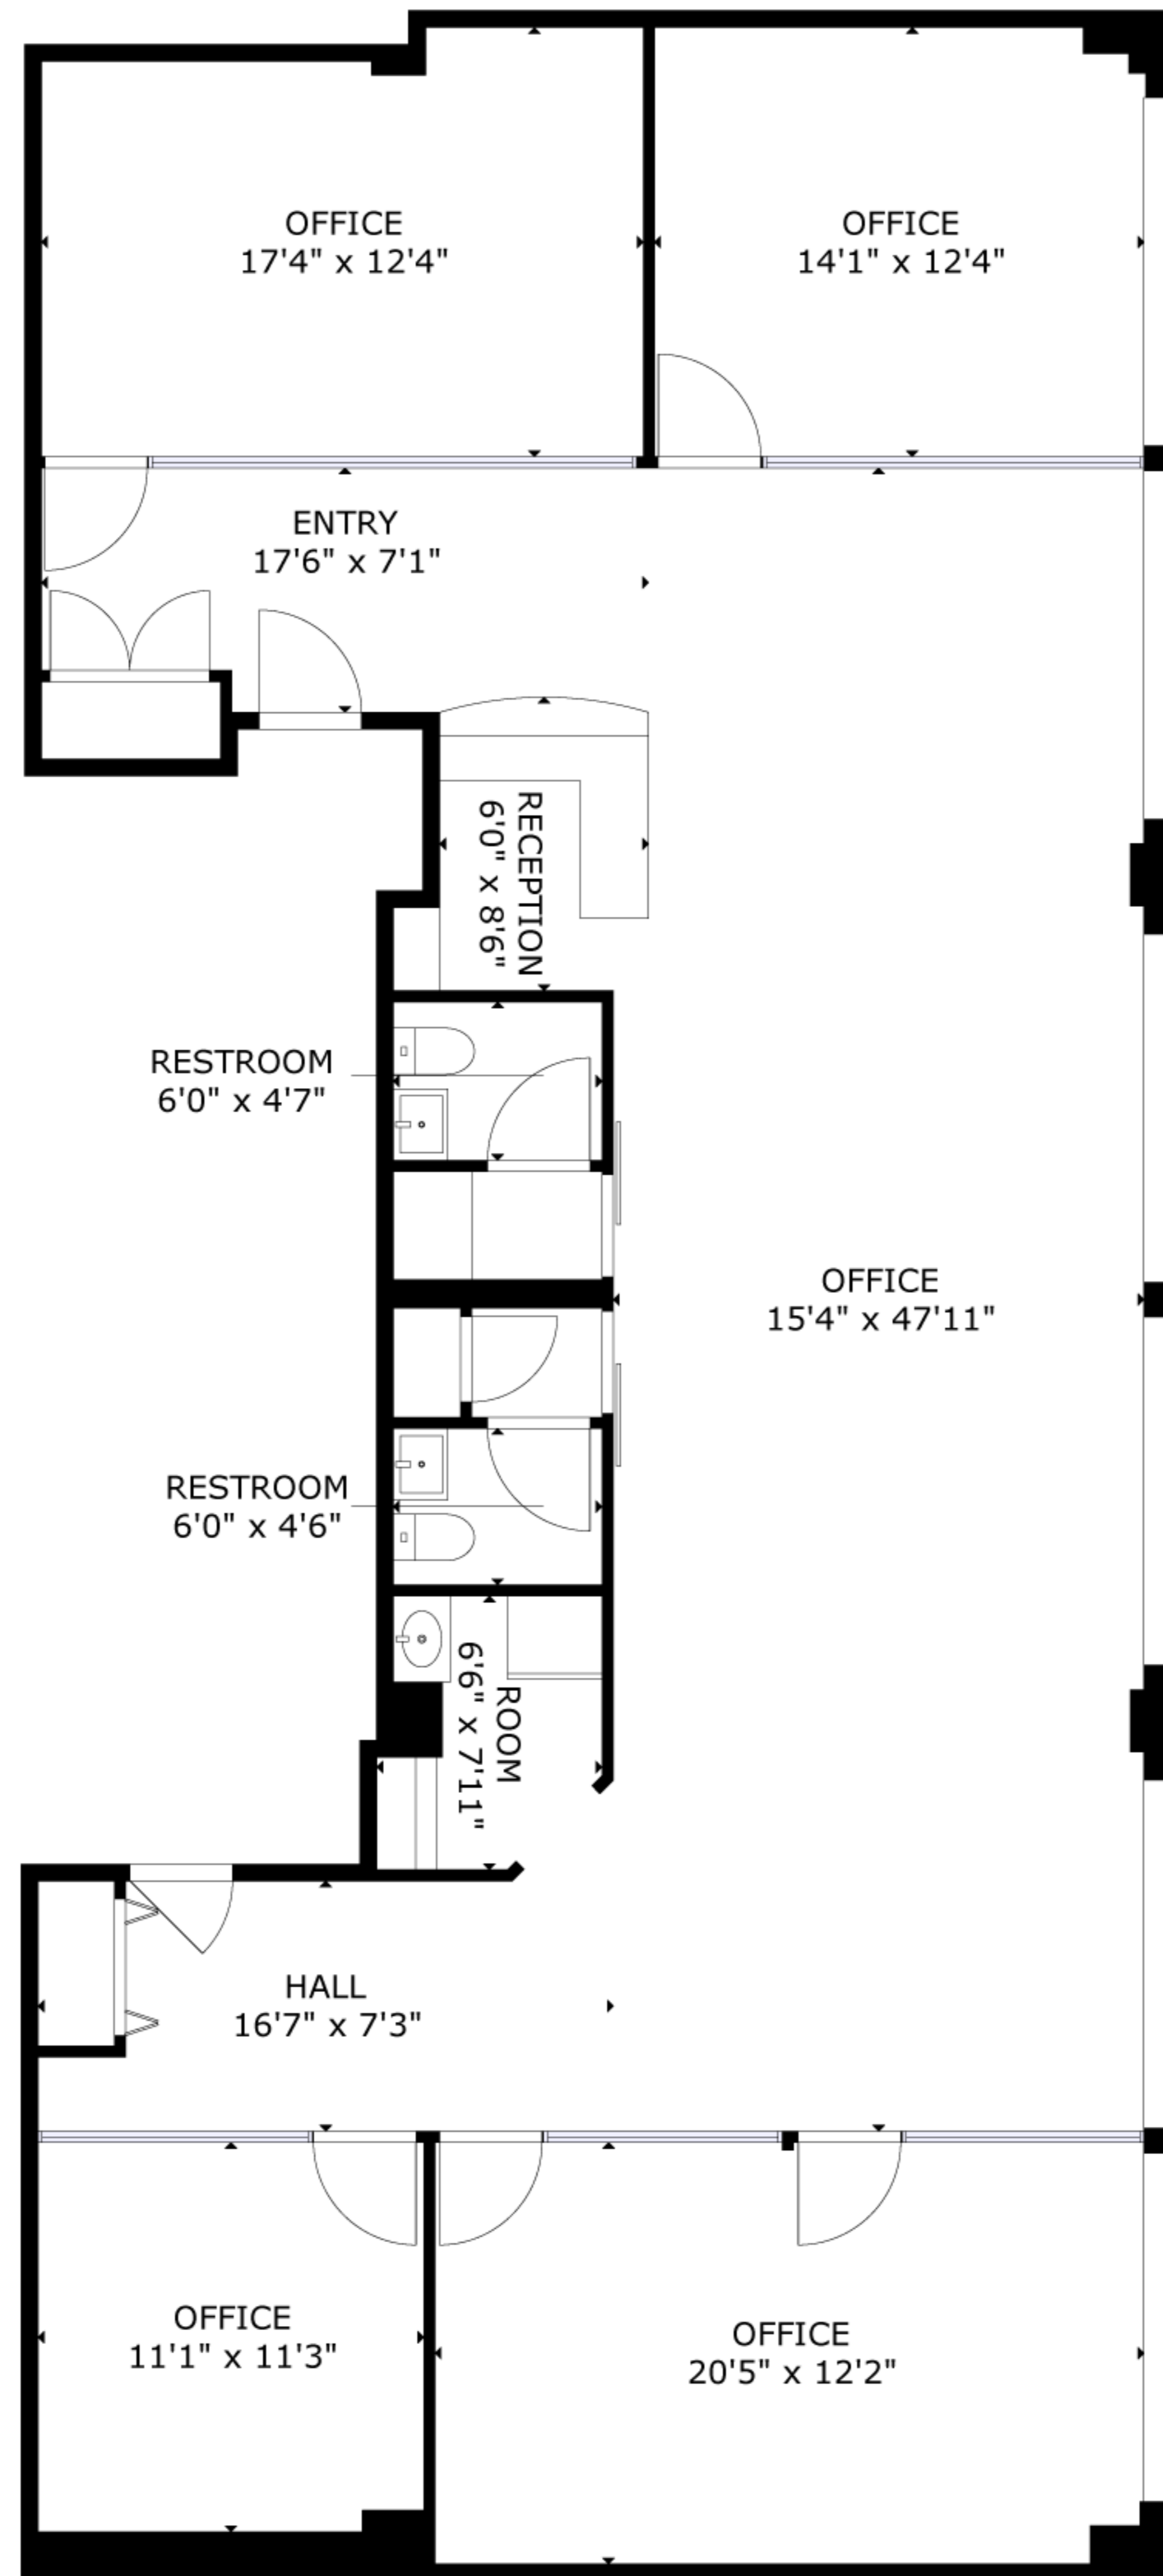 OFFICE
17'4" x 12'4"
OFFICE
14'1" x 12'4"
ENTRY
17'6" x 7'1"
RECEPTION
6'0" x 8'6"
RESTROOM
6'0" x 4'7"
OFFICE
15'4" x 47'11"
RESTROOM
6'0" x 4'6"
ROOM
6'6" x 7'11"
HALL
16'7" x 7'3"
OFFICE
11'1" x 11'3"
OFFICE
20'5" x 12'2"